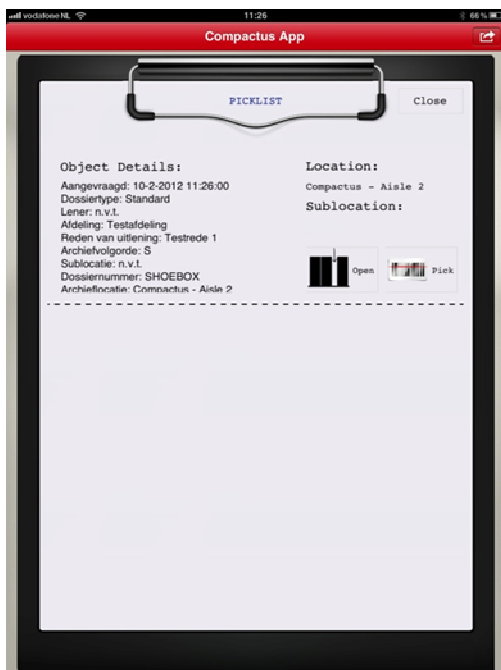 vodafone NL 11:26 66 %
Compactus App
PICKLIST
Close
Object Details:
Aangevraagd: 10-2-2012 11:26:00
Dossiertype: Standard
Lener: n.v.t.
Afdeling: Testafdeling
Reden van uitlening: Testrede 1
Archiefvolgorde: S
Sublocatie: n.v.t.
Dossiernummer: SHOEBOX
Archieflocatie: Compactus - Aisle 2
Location:
Compactus - Aisle 2
Sublocation:
Open
Pick